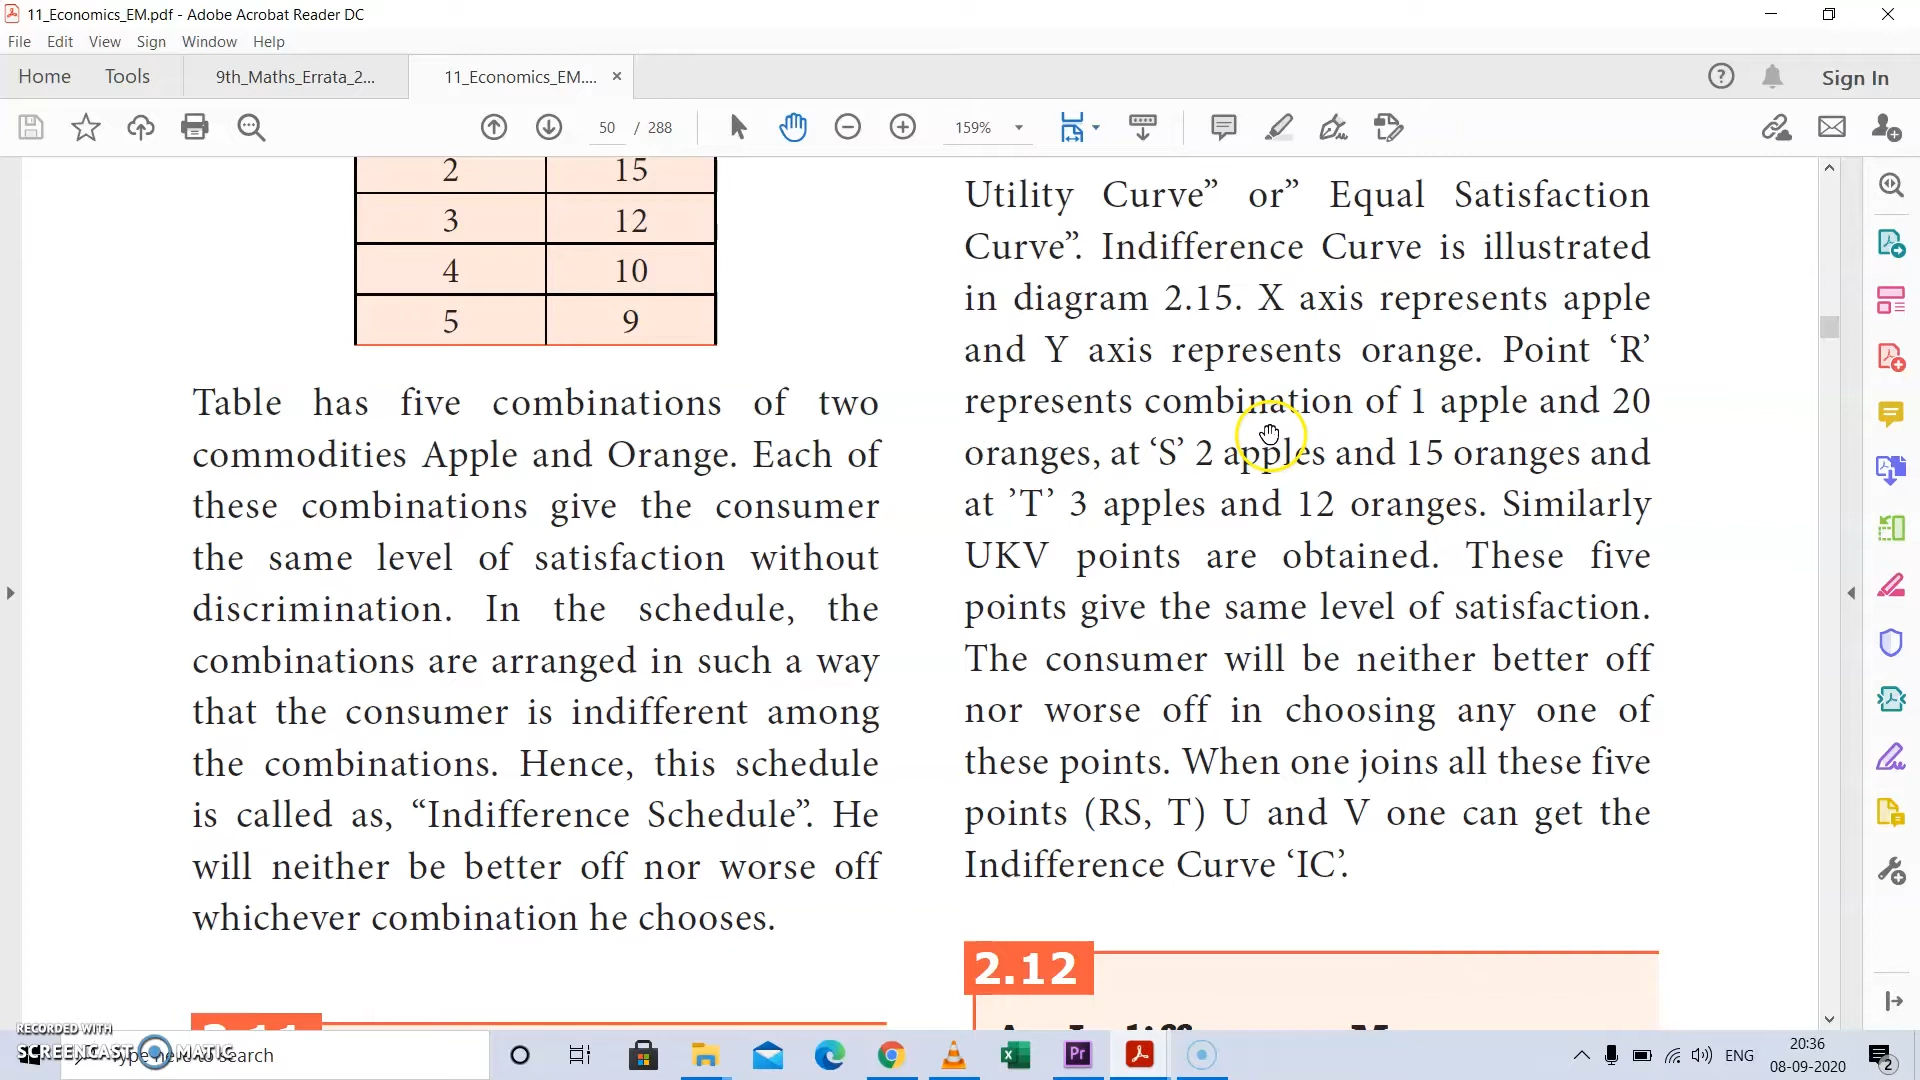 11_Economics_EM.pdf - Adobe Acrobat Reader DC
File Edit View Sign Window Help
Home Tools 9th_Maths_Errata_2... 11_Economics_EM.... ×
Sign In
50 / 288 159%
2 15
3 12
4 10
5 9
Table has five combinations of two
commodities Apple and Orange. Each of
these combinations give the consumer
the same level of satisfaction without
discrimination. In the schedule, the
combinations are arranged in such a way
that the consumer is indifferent among
the combinations. Hence, this schedule
is called as, “Indifference Schedule”. He
will neither be better off nor worse off
whichever combination he chooses.
Utility Curve” or” Equal Satisfaction
Curve”. Indifference Curve is illustrated
in diagram 2.15. X axis represents apple
and Y axis represents orange. Point ‘R’
represents combination of 1 apple and 20
oranges, at ‘S’ 2 apples and 15 oranges and
at ’T’ 3 apples and 12 oranges. Similarly
UKV points are obtained. These five
points give the same level of satisfaction.
The consumer will be neither better off
nor worse off in choosing any one of
these points. When one joins all these five
points (RS, T) U and V one can get the
Indifference Curve ‘IC’.
2.12
RECORDED WITH
SCREENCAST MATIC
Type here to search
Pr
ENG
20:36
08-09-2020
2